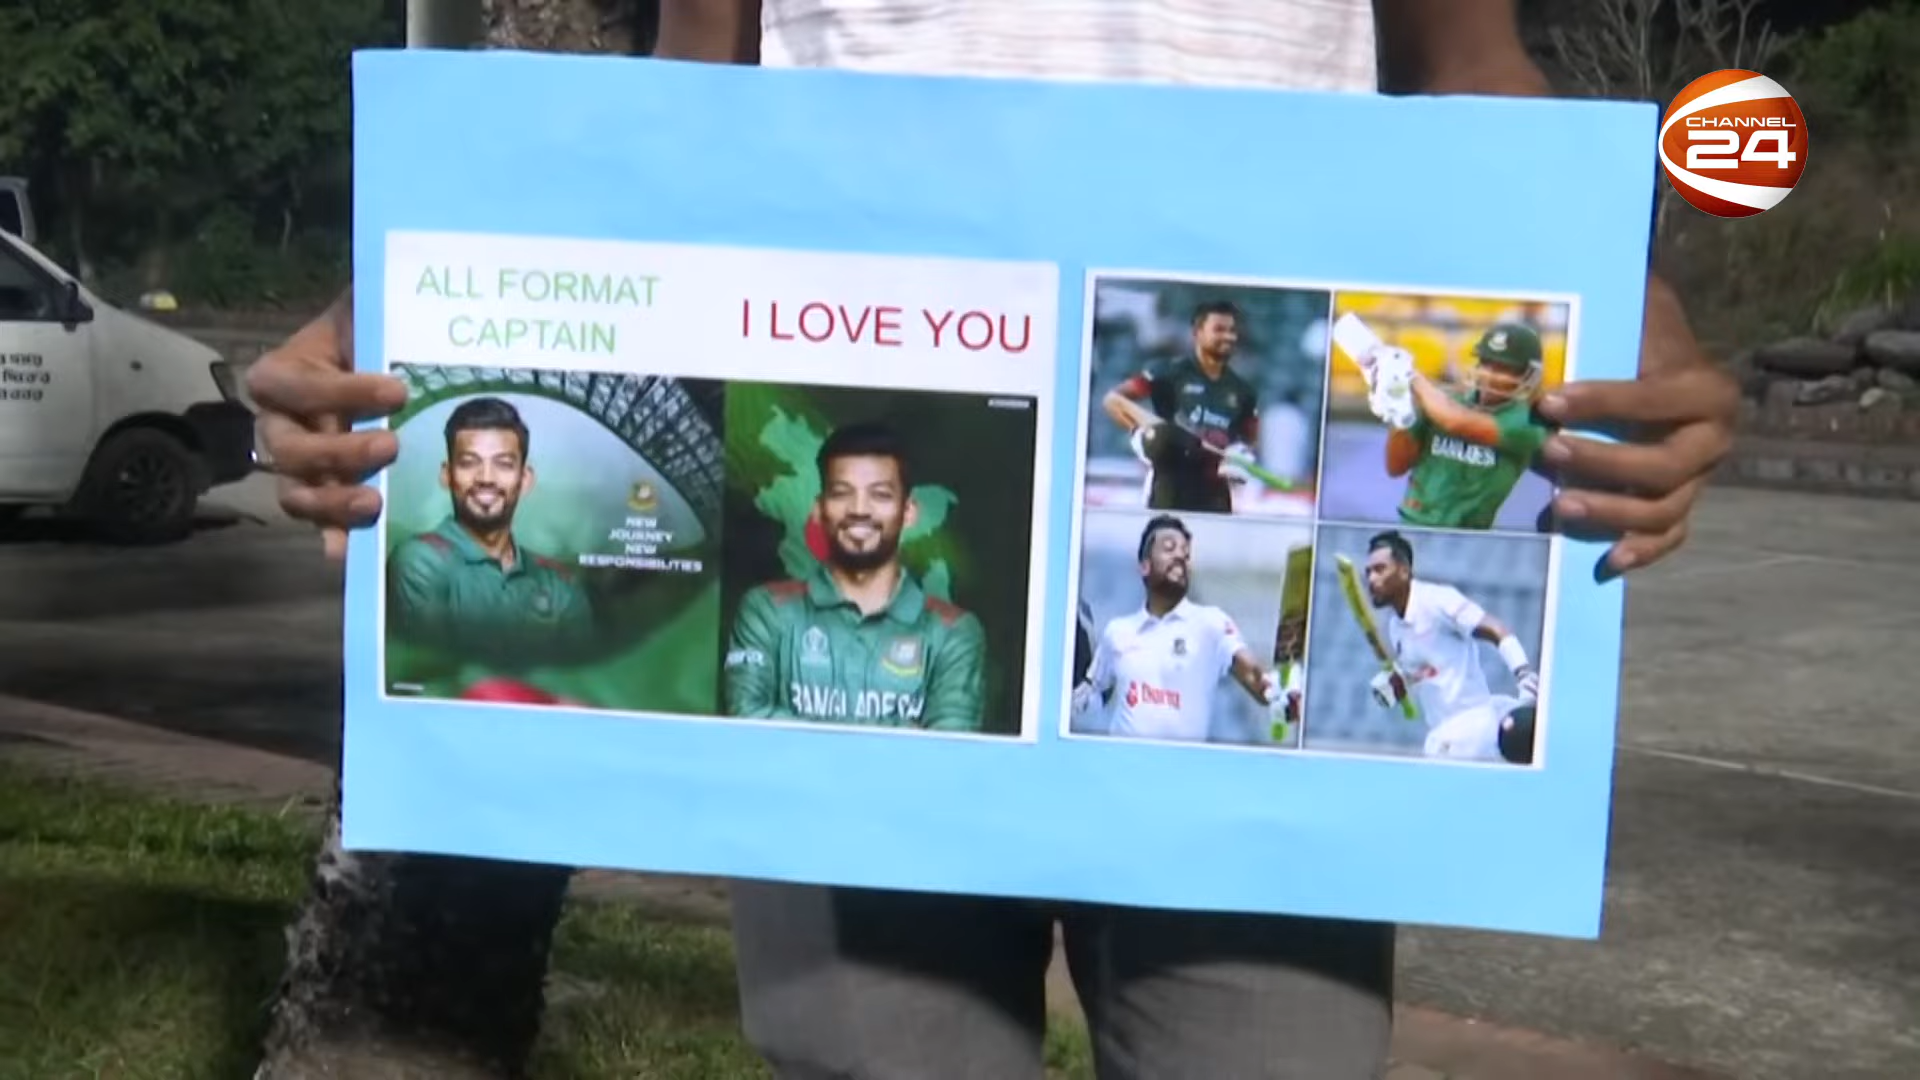 CHANNEL
24
ALL FORMAT
CAPTAIN
I LOVE YOU
NEW
JOURNEY
NEW
RESPONSIBILITIES
BANGLADESH